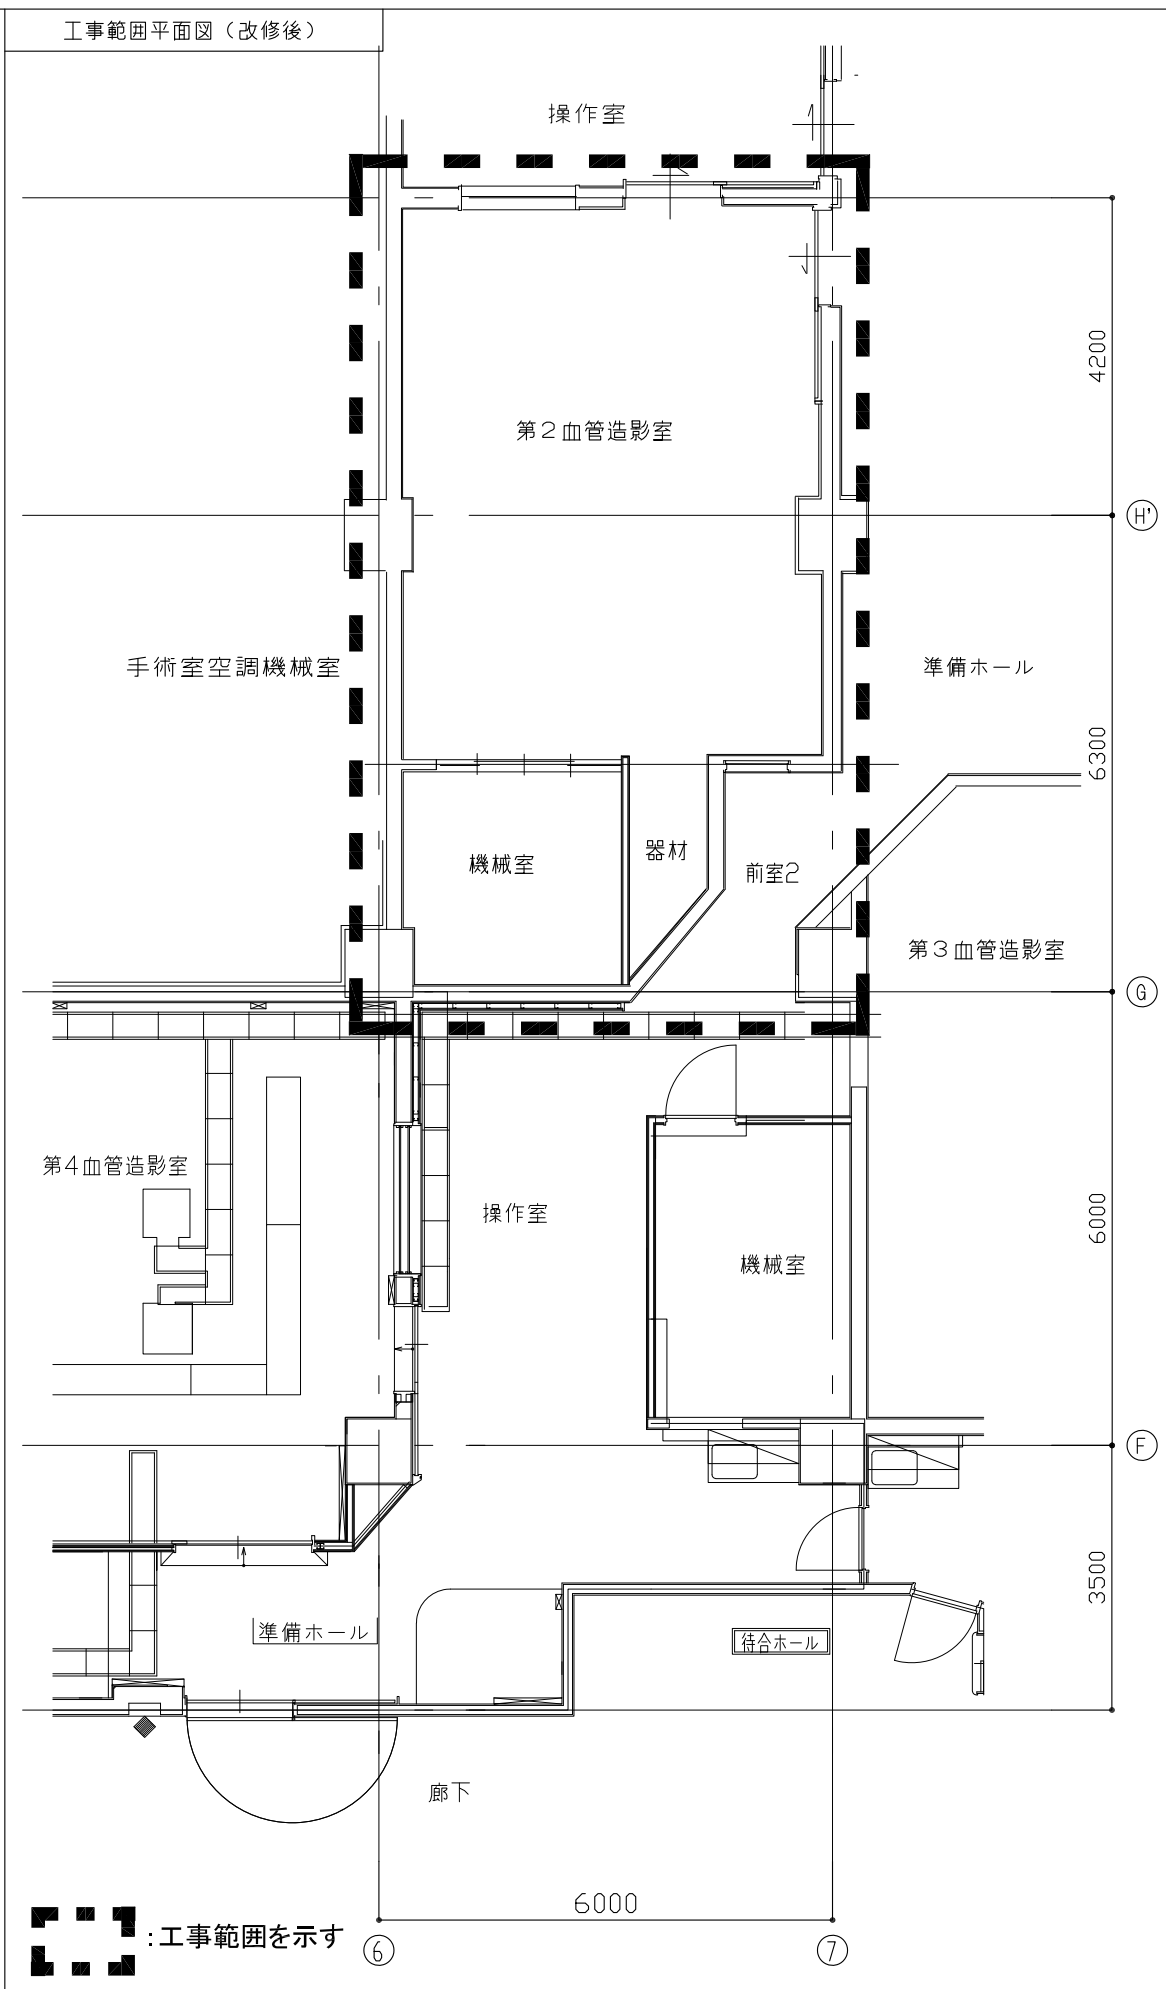 工事範囲平面図（改修後）
操作室
4200
第２血管造影室
H'
手術室空調機械室
準備ホール
6300
機械室
器材
前室2
第３血管造影室
G
第4血管造影室
操作室
6000
機械室
F
3500
準備ホール
待合ホール
廊下
6000
:工事範囲を示す
6
7